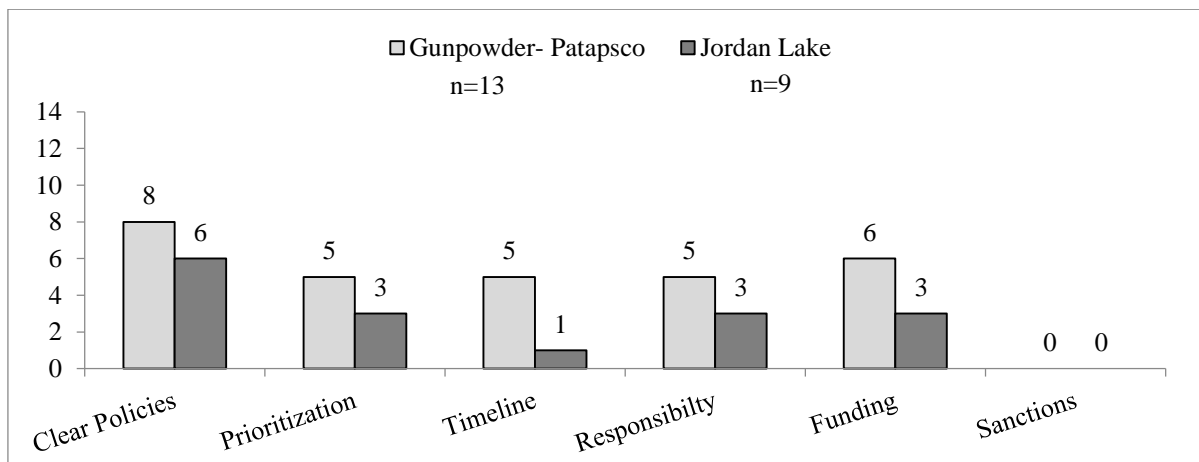 Gunpowder- Patapsco Jordan Lake
n=13 n=9
14
12
10
8
6
4
2
0
8 6 5 3 5 1 5 3 6 3 0 0
Clear Policies Prioritization Timeline Responsibilty Funding Sanctions